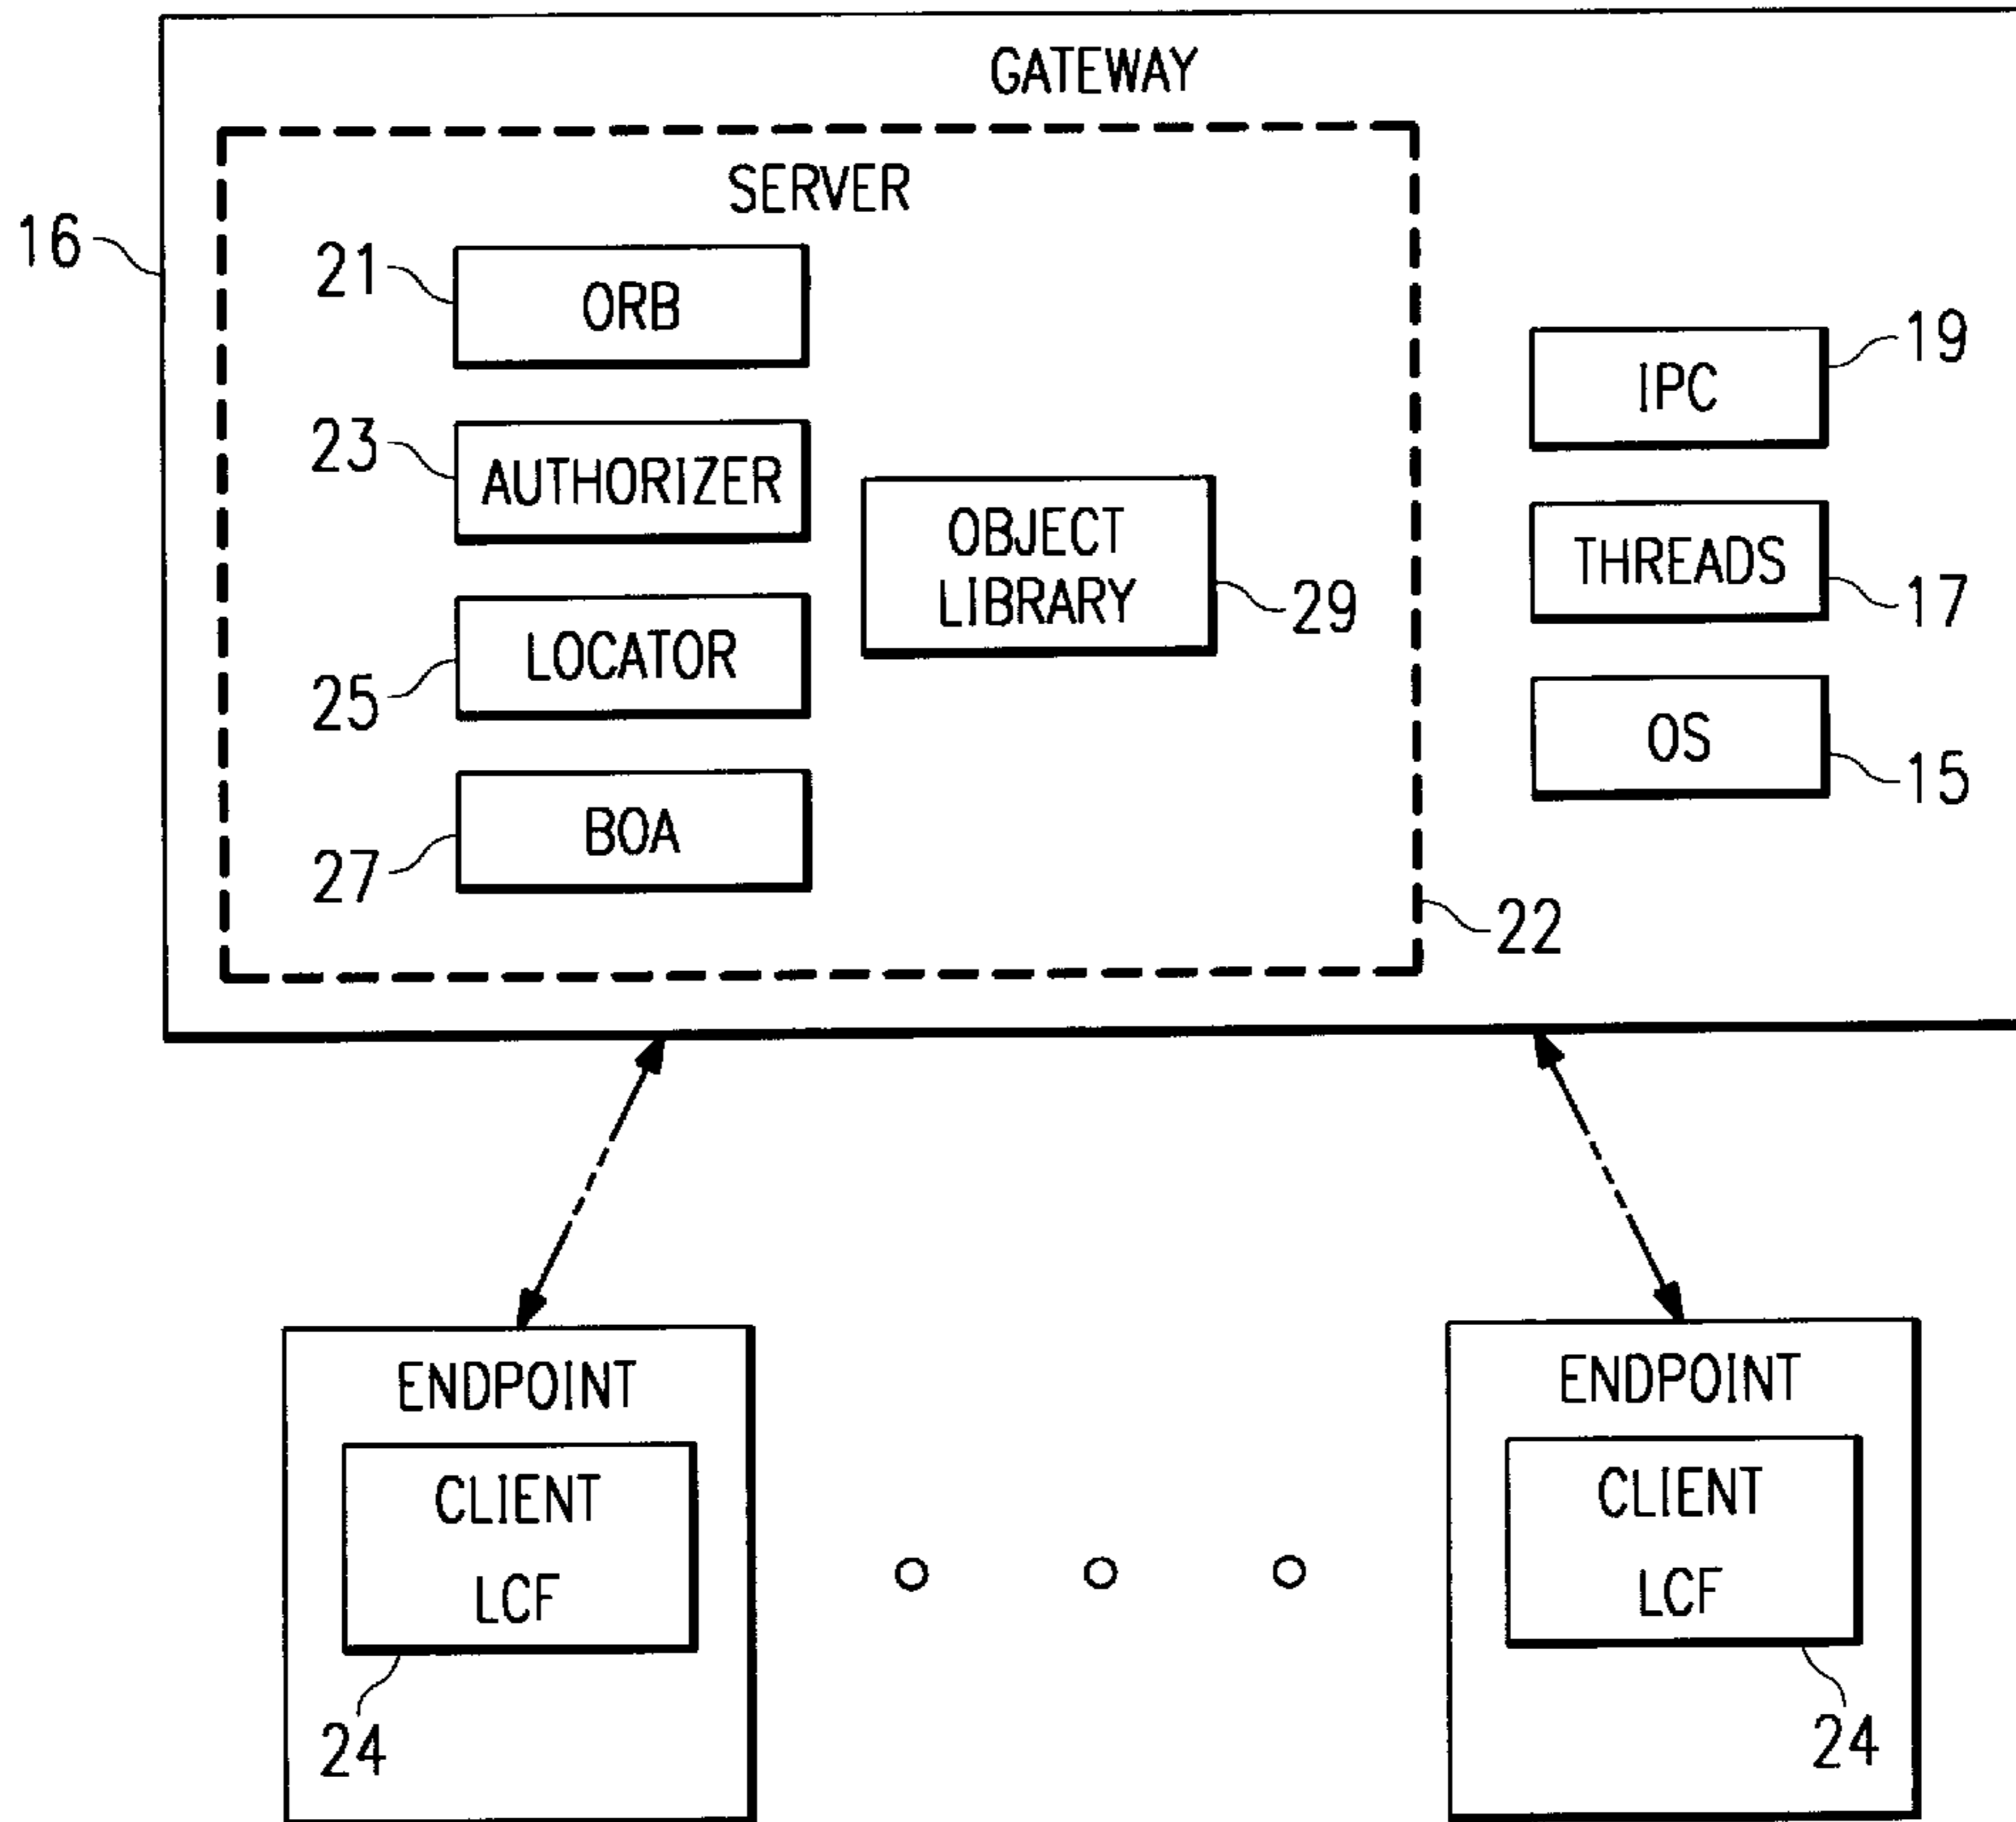 GATEWAY
SERVER
16
21
ORB
19
IPC
23
AUTHORIZER
OBJECT
LIBRARY
29
THREADS
17
LOCATOR
25
OS
15
BOA
27
22
ENDPOINT
CLIENT
LCF
24
ENDPOINT
CLIENT
LCF
24